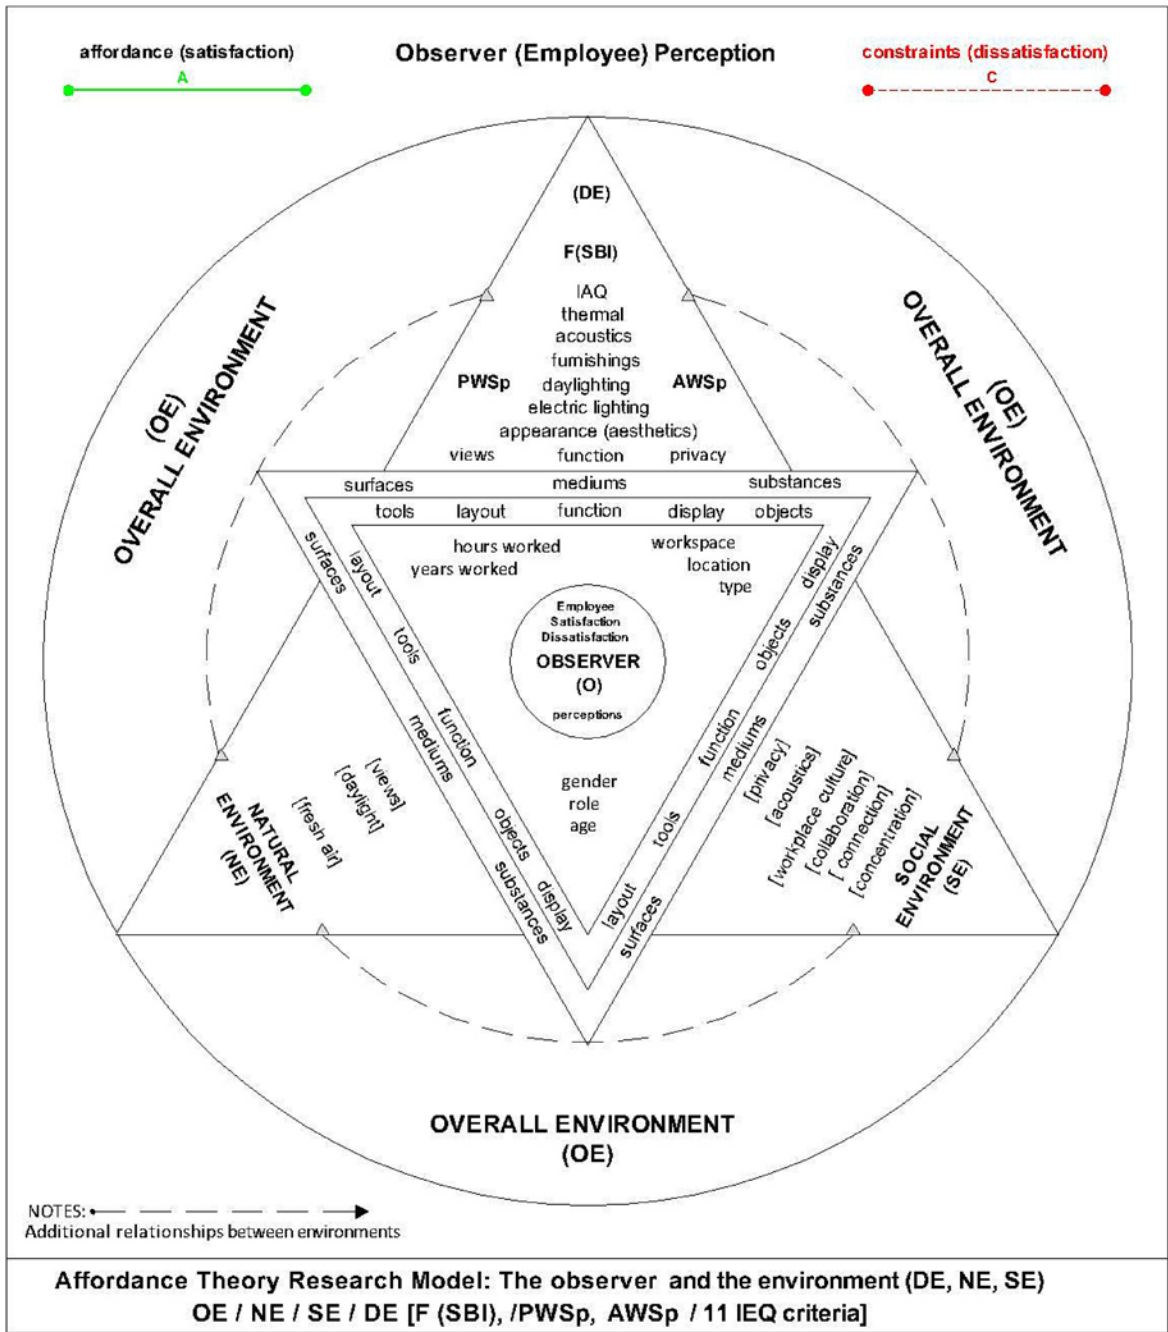 affordance (satisfaction)
A
Observer (Employee) Perception
constraints (dissatisfaction)
C
(DE)
F(SBI)
IAQ
thermal
acoustics
furnishings
PWSp daylighting AWSp
electric lighting
appearance (aesthetics)
views function privacy
surfaces mediums substances
tools layout function display objects
hours worked
years worked
workspace
location
type
Employee
Satisfaction
Dissatisfaction
OBSERVER
(O)
perceptions
gender
role
age
surfaces mediums substances
layout tools function objects display
display objects function tools layout
substances mediums surfaces
(OE)
OVERALL ENVIRONMENT
(OE)
OVERALL ENVIRONMENT
[views]
[daylight]
[fresh air]
NATURAL
ENVIRONMENT
(NE)
[privacy]
[acoustics]
[workplace culture]
[collaboration]
[ connection]
[concentration]
SOCIAL
ENVIRONMENT
(SE)
OVERALL ENVIRONMENT
(OE)
NOTES:
Additional relationships between environments
Affordance Theory Research Model: The observer and the environment (DE, NE, SE)
OE / NE / SE / DE [F (SBI), /PWSp, AWSp / 11 IEQ criteria]